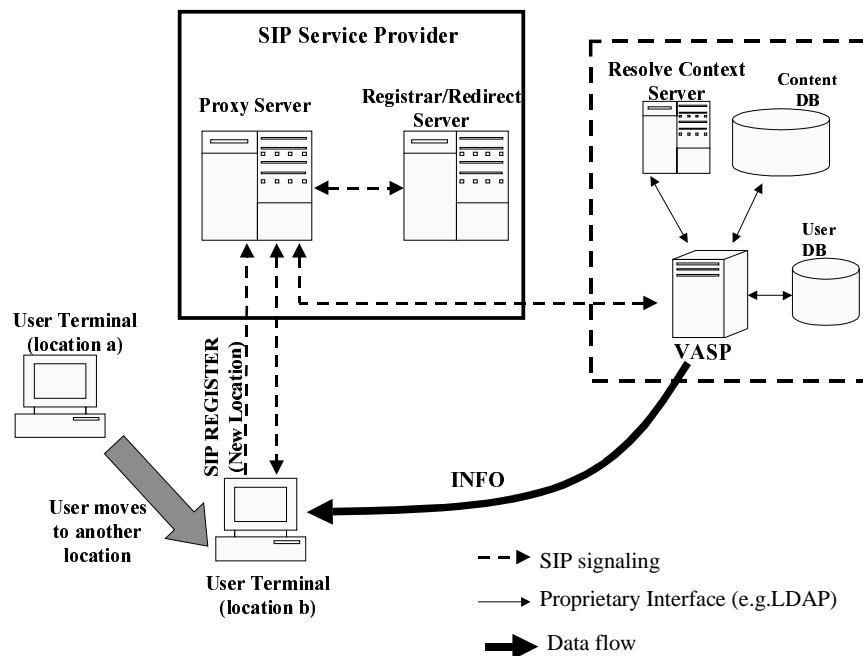 SIP Service Provider
Proxy Server
Registrar/Redirect
Server
Resolve Context
Server
Content
DB
User
DB
VASP
User Terminal
(location a)
SIP REGISTER
(New Location)
INFO
User moves
to another
location
User Terminal
(location b)
SIP signaling
Proprietary Interface (e.g.LDAP)
Data flow